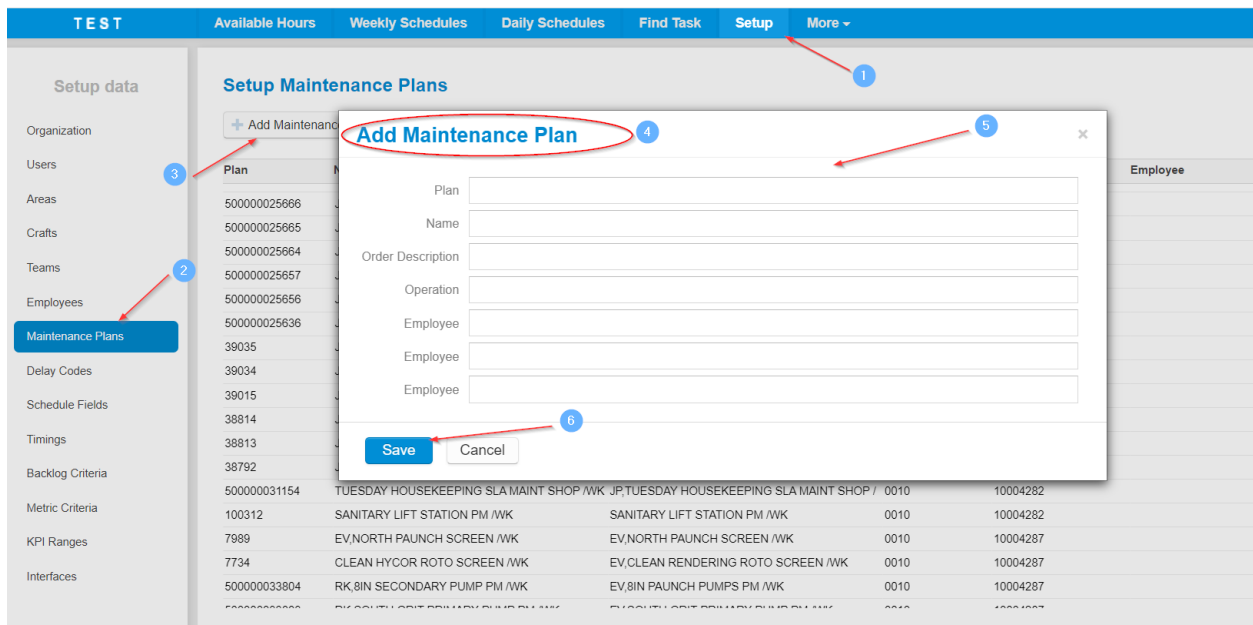 TEST Available Hours Weekly Schedules Daily Schedules Find Task Setup More
1
Setup data
Setup Maintenance Plans
Organization
Add Maintenanc
Add Maintenance Plan
4
5
×
Users
3
Plan
Employee
Areas
Crafts
Teams
2
Employees
Maintenance Plans
Delay Codes
Schedule Fields
Timings
Backlog Criteria
Metric Criteria
KPI Ranges
Interfaces
500000025666
500000025665
500000025664
500000025657
500000025656
500000025636
39035
39034
39015
38814
38813
38792
Plan
Name
Order Description
Operation
Employee
Employee
Employee
6
Save Cancel
500000031154 TUESDAY HOUSEKEEPING SLA MAINT SHOP /WK JP,TUESDAY HOUSEKEEPING SLA MAINT SHOP / 0010 10004282
100312 SANITARY LIFT STATION PM /WK SANITARY LIFT STATION PM /WK 0010 10004282
7989 EV,NORTH PAUNCH SCREEN /WK EV,NORTH PAUNCH SCREEN /WK 0010 10004287
7734 CLEAN HYCOR ROTO SCREEN /WK EV,CLEAN RENDERING ROTO SCREEN /WK 0010 10004287
500000033804 RK,8IN SECONDARY PUMP PM /WK EV,8IN PAUNCH PUMPS PM /WK 0010 10004287